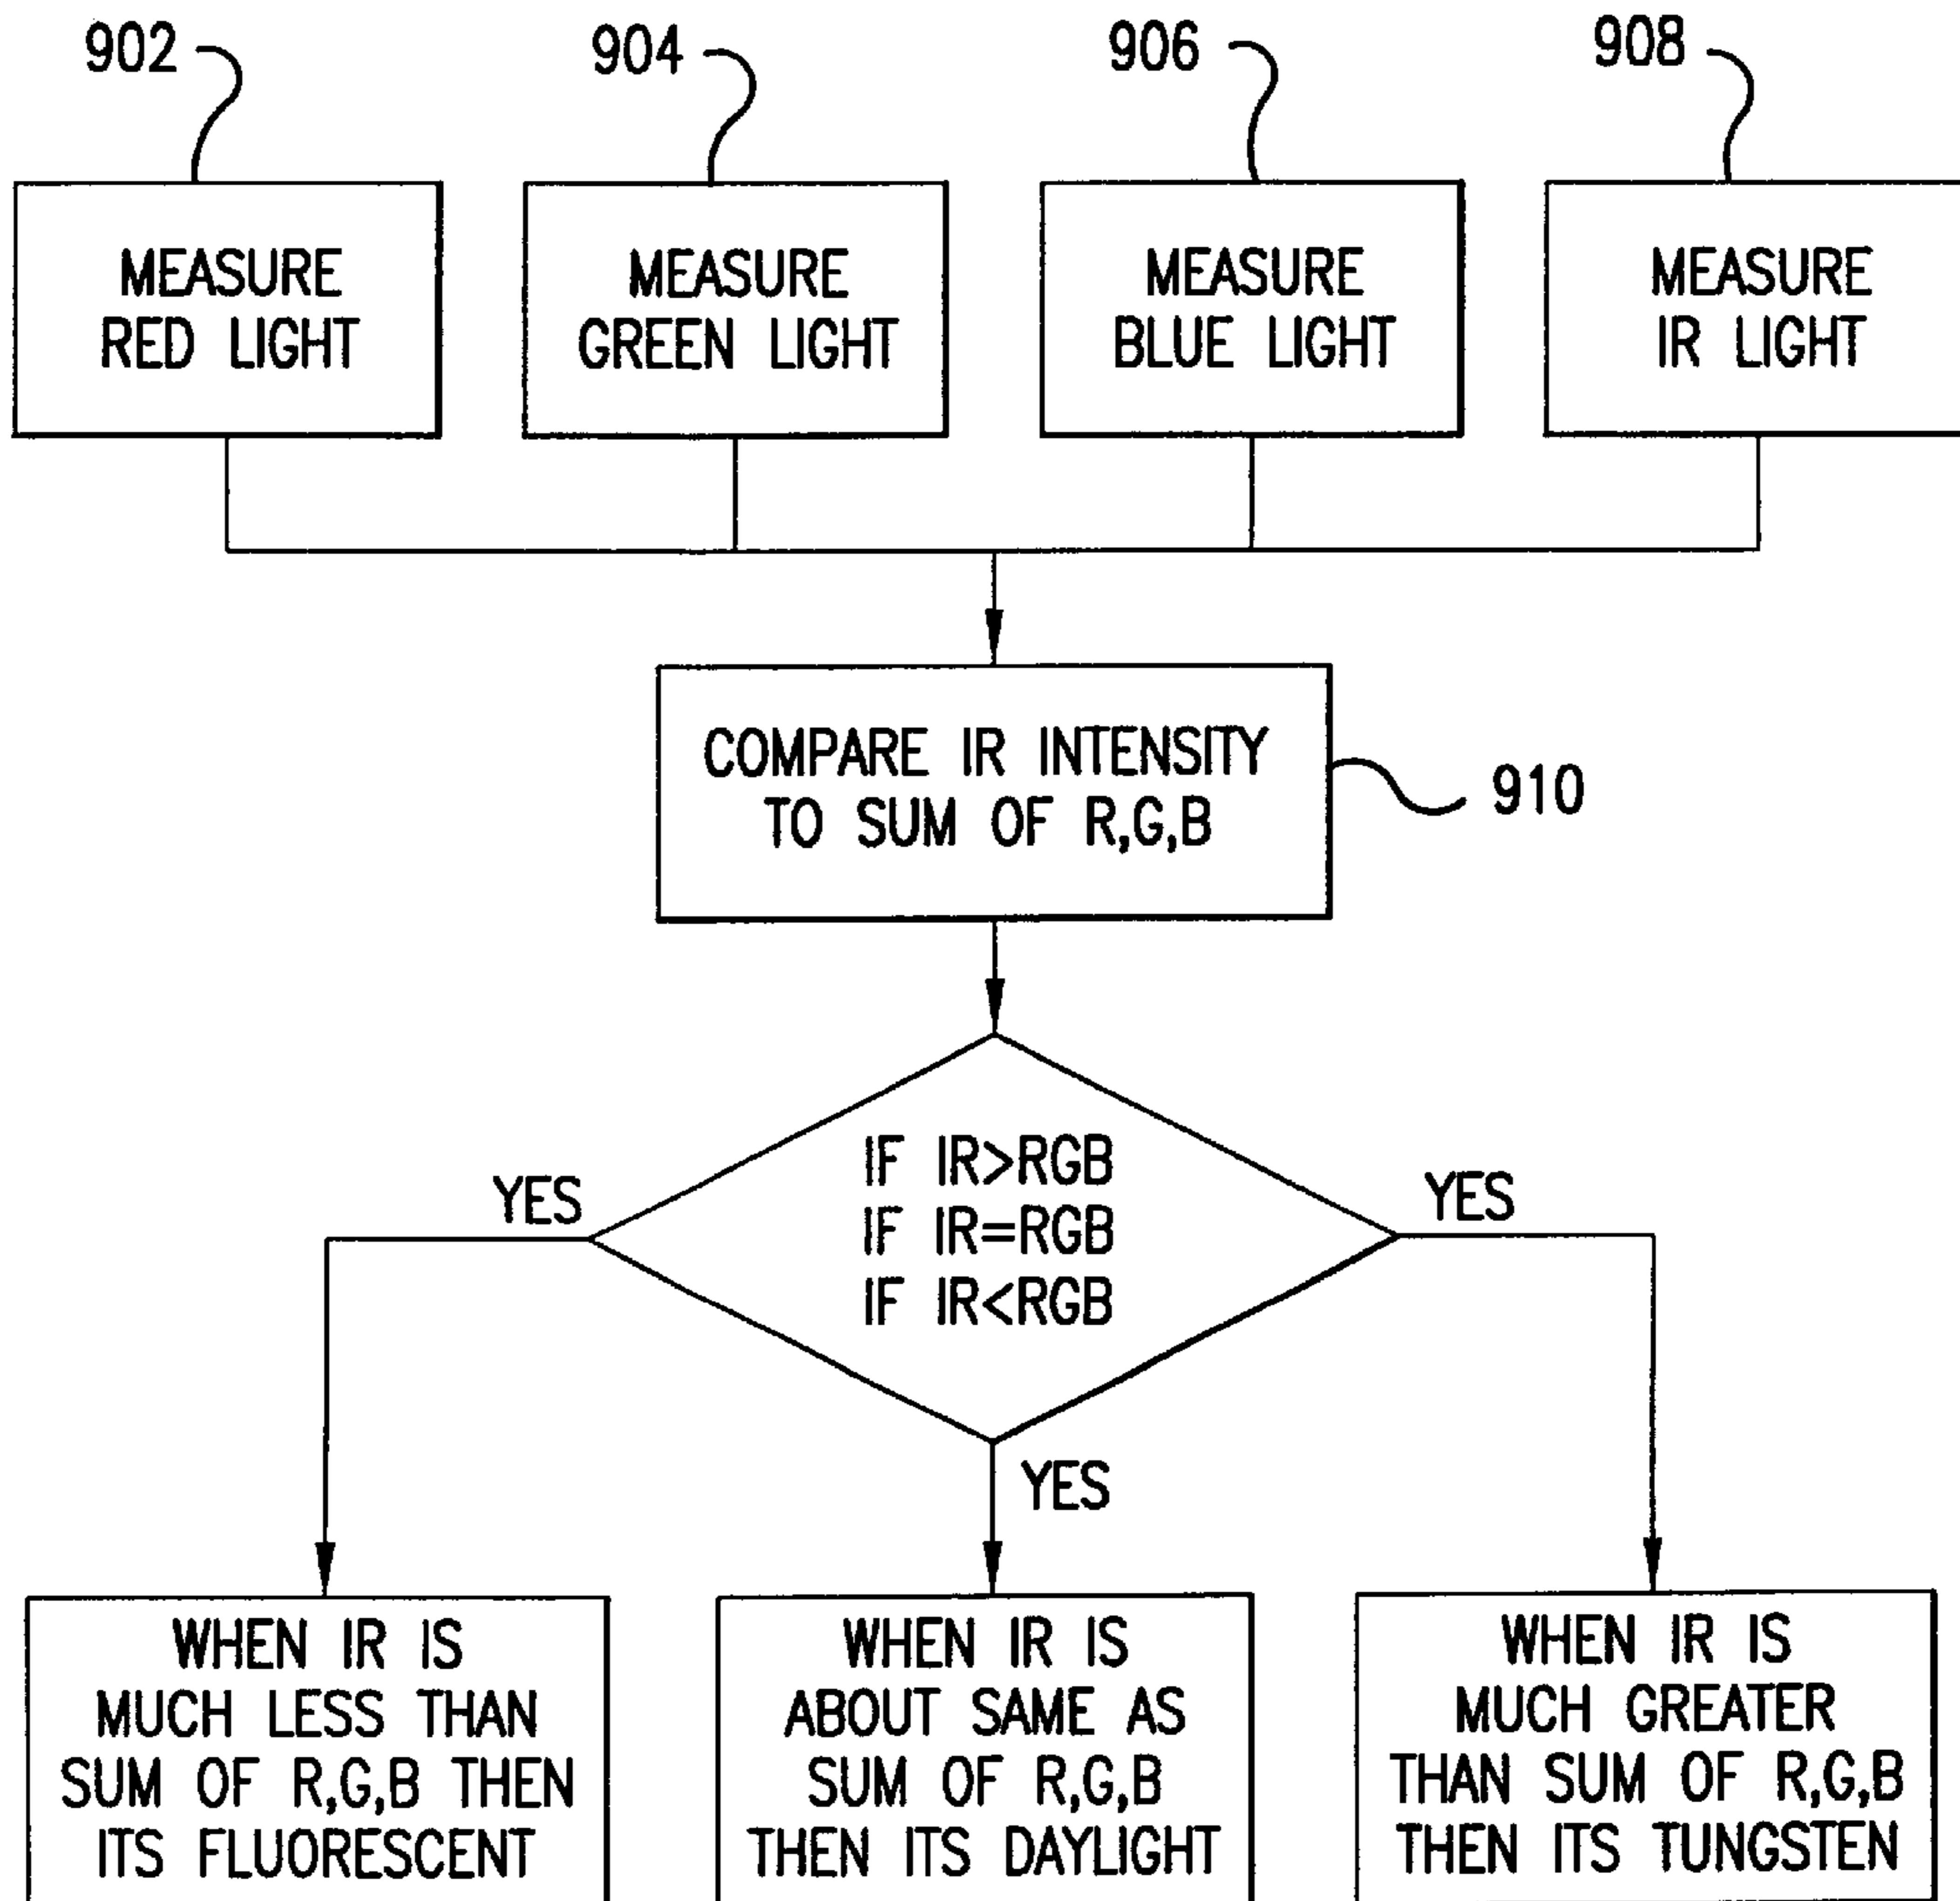 902
904
906
908
MEASURE
RED LIGHT
MEASURE
GREEN LIGHT
MEASURE
BLUE LIGHT
MEASURE
IR LIGHT
COMPARE IR INTENSITY
TO SUM OF R,G,B
910
IF IR>RGB
IF IR=RGB
IF IR<RGB
YES
YES
YES
WHEN IR IS
MUCH LESS THAN
SUM OF R,G,B THEN
ITS FLUORESCENT
WHEN IR IS
ABOUT SAME AS
SUM OF R,G,B
THEN ITS DAYLIGHT
WHEN IR IS
MUCH GREATER
THAN SUM OF R,G,B
THEN ITS TUNGSTEN